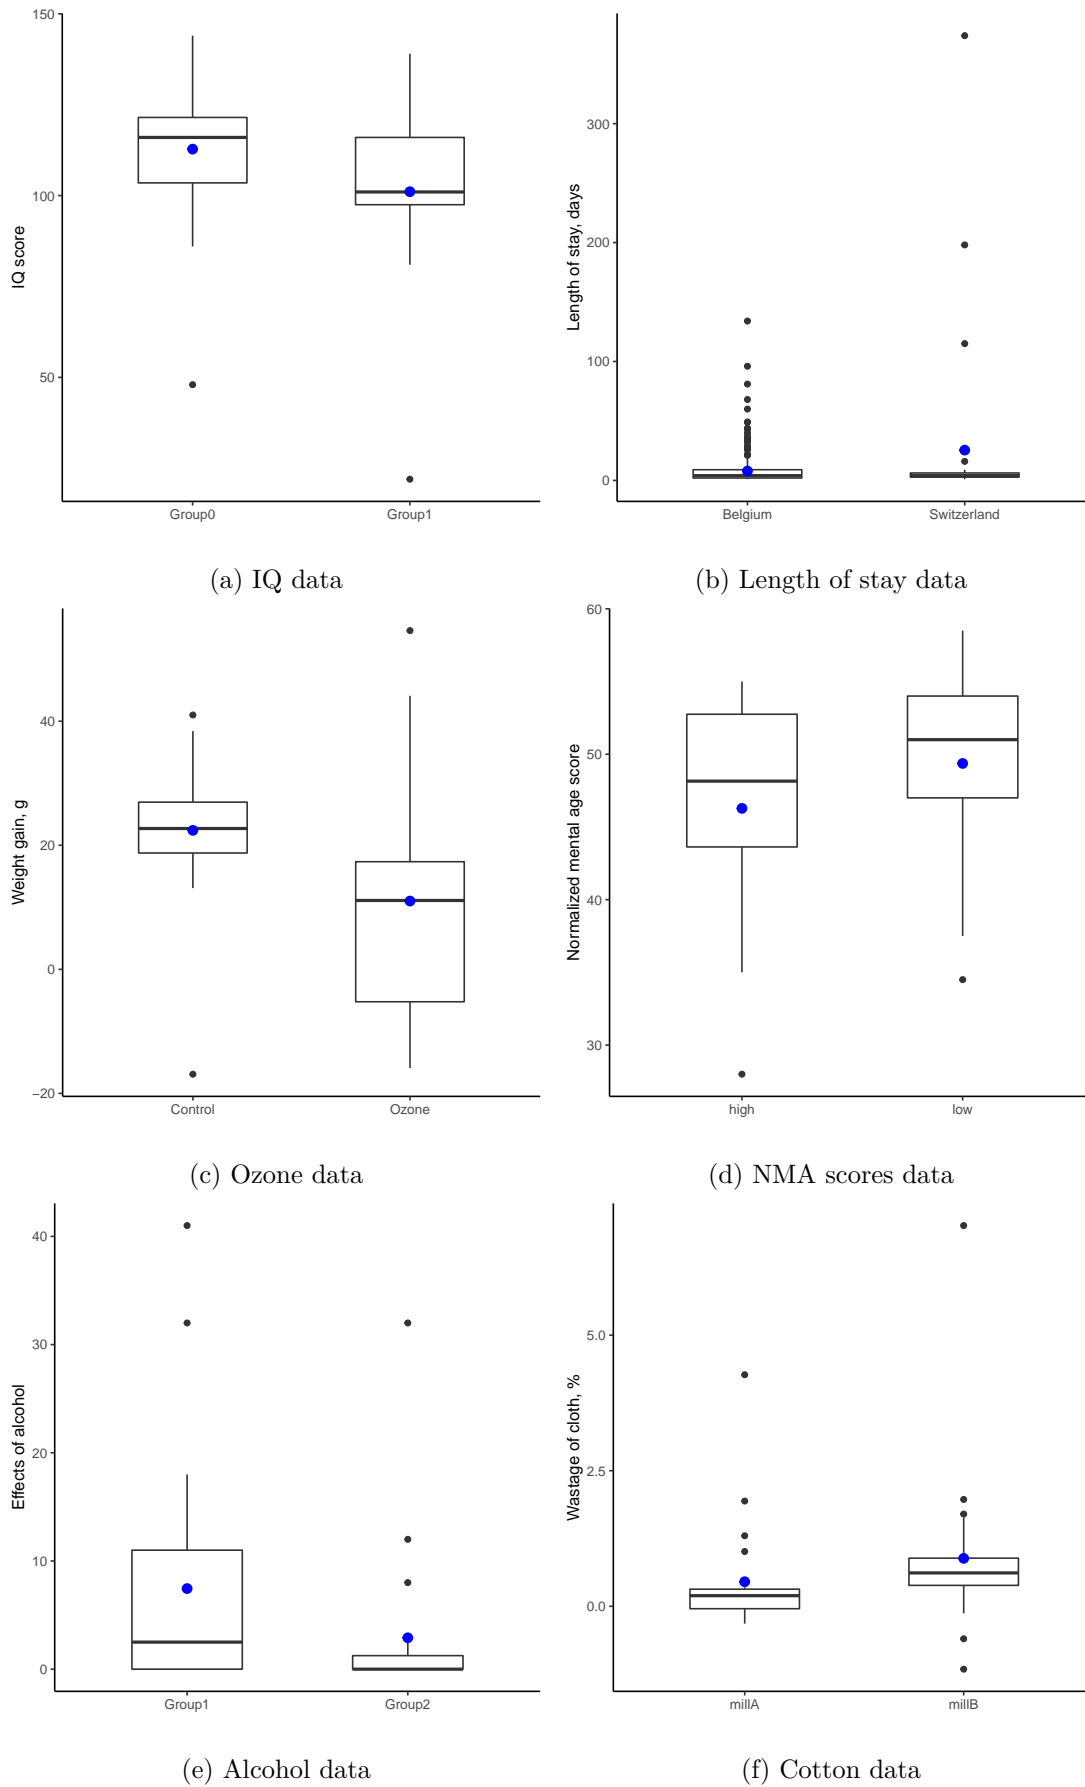 150
100
50
IQ score
Group0
Group1
(a) IQ data
300
200
100
0
Length of stay, days
Belgium
Switzerland
(b) Length of stay data
40
20
0
−20
Weight gain, g
Control
Ozone
(c) Ozone data
60
50
40
30
Normalized mental age score
high
low
(d) NMA scores data
40
30
20
10
0
Effects of alcohol
Group1
Group2
(e) Alcohol data
5.0
2.5
0.0
Wastage of cloth, %
millA
millB
(f) Cotton data